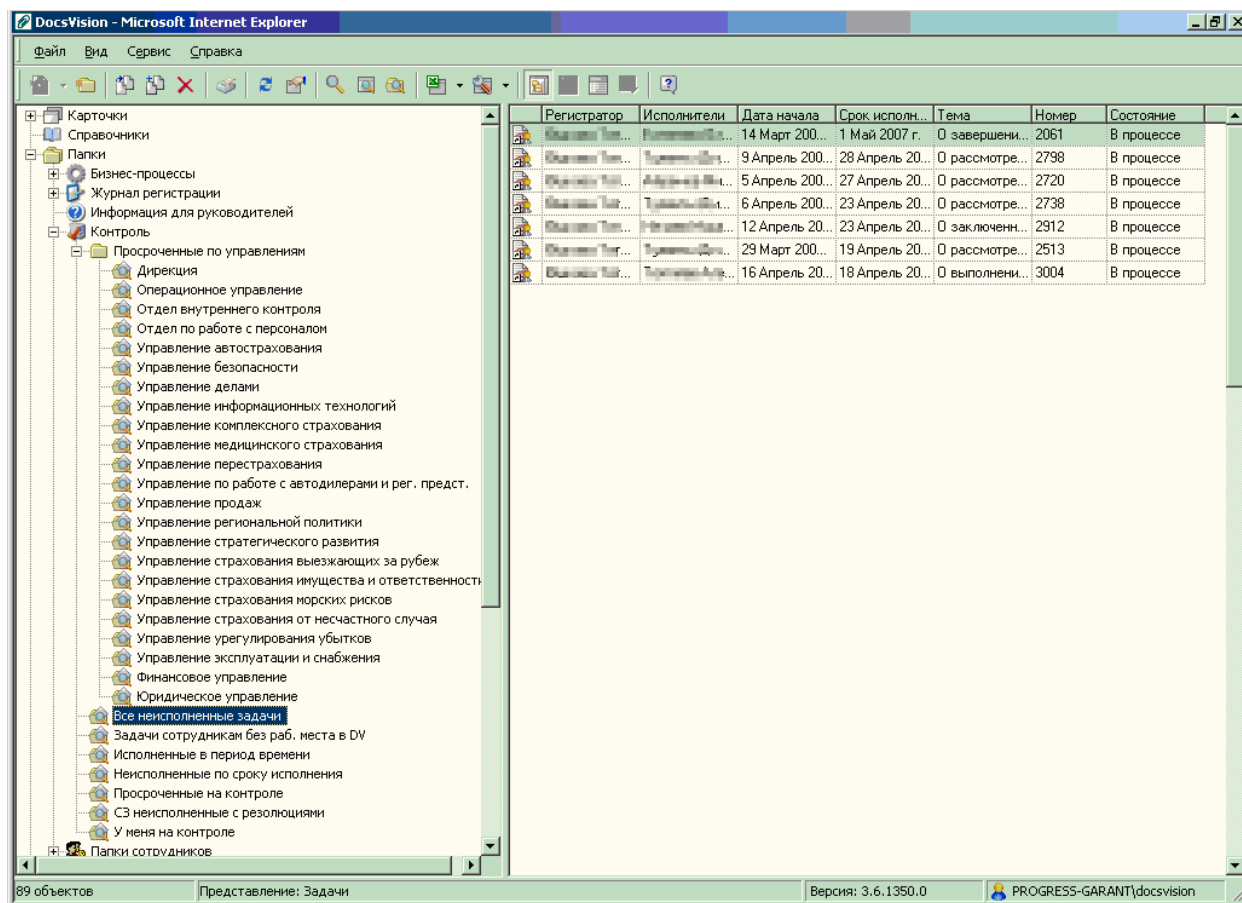 DocsVision - Microsoft Internet Explorer
Файл Вид Сервис Справка
Карточки
Справочники
Папки
Бизнес-процессы
Журнал регистрации
Информация для руководителей
Контроль
Просроченные по управлениям
Дирекция
Операционное управление
Отдел внутреннего контроля
Отдел по работе с персоналом
Управление автострахования
Управление безопасности
Управление делами
Управление информационных технологий
Управление комплексного страхования
Управление медицинского страхования
Управление перестрахования
Управление по работе с автодилерами и рег. предст.
Управление продаж
Управление региональной политики
Управление стратегического развития
Управление страхования выезжающих за рубеж
Управление страхования имущества и ответственности
Управление страхования морских рисков
Управление страхования от несчастного случая
Управление урегулирования убытков
Управление эксплуатации и снабжения
Финансовое управление
Юридическое управление
Все неисполненные задачи
Задачи сотрудникам без раб. места в DV
Исполненные в период времени
Неисполненные по сроку исполнения
Просроченные на контроле
СЗ неисполненные с резолюциями
У меня на контроле
Папки сотрудников
Регистратор Исполнители Дата начала Срок исполн... Тема Номер Состояние
14 Март 200... 1 Май 2007 г. О завершени... 2061 В процессе
9 Апрель 200... 28 Апрель 20... О рассмотре... 2798 В процессе
5 Апрель 200... 27 Апрель 20... О рассмотре... 2720 В процессе
6 Апрель 200... 23 Апрель 20... О рассмотре... 2738 В процессе
12 Апрель 20... 23 Апрель 20... О заключенн... 2912 В процессе
29 Март 200... 19 Апрель 20... О рассмотре... 2513 В процессе
16 Апрель 20... 18 Апрель 20... О выполнени... 3004 В процессе
89 объектов Представление: Задачи Версия: 3.6.1350.0 PROGRESS-GARANT\docsvision